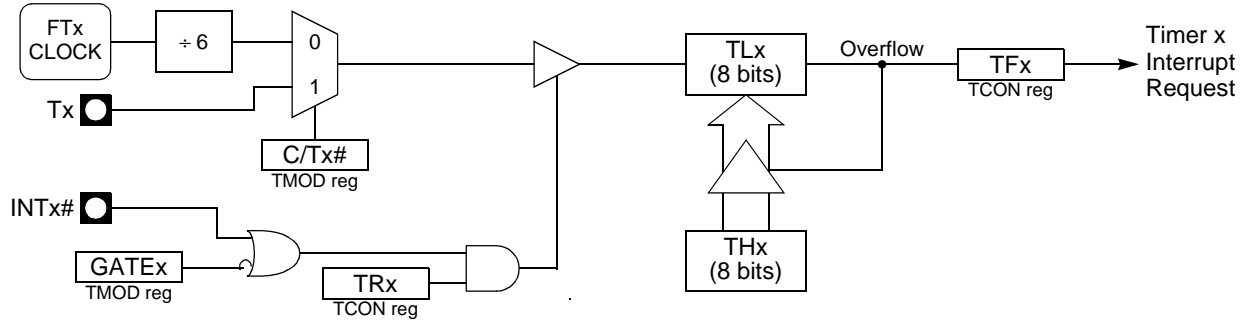 FTx
CLOCK
÷ 6
0
1
Tx
C/Tx#
TMOD reg
INTx#
GATEx
TMOD reg
TRx
TCON reg
TLx
(8 bits)
Overflow
TFx
TCON reg
Timer x
Interrupt
Request
THx
(8 bits)